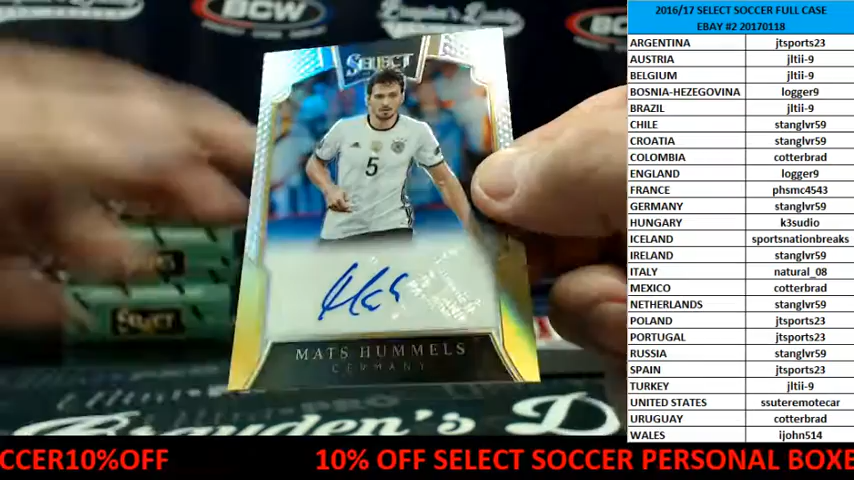 2016/17 SELECT SOCCER FULL CASE
EBAY #2 20170118
ARGENTINA jtsports23
AUSTRIA jltii-9
BELGIUM jltii-9
BOSNIA-HEZEGOVINA logger9
BRAZIL jltii-9
CHILE stanglvr59
CROATIA stanglvr59
COLOMBIA cotterbrad
ENGLAND logger9
FRANCE phsmc4543
GERMANY stanglvr59
HUNGARY k3sudio
ICELAND sportsnationbreaks
IRELAND stanglvr59
ITALY natural_08
MEXICO cotterbrad
NETHERLANDS stanglvr59
POLAND jtsports23
PORTUGAL jtsports23
RUSSIA stanglvr59
SPAIN jtsports23
TURKEY jltii-9
UNITED STATES ssuteremotecar
URUGUAY cotterbrad
WALES ijohn514
BCW
SELECT
5
MATS HUMMELS
GERMANY
SELECT
Brayden's D
CCER10%OFF 10% OFF SELECT SOCCER PERSONAL BOXE